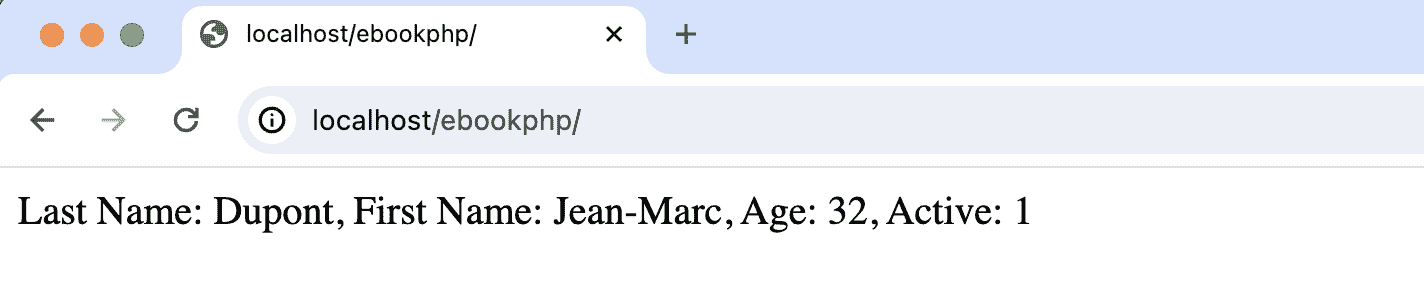 localhost/ebookphp/
localhost/ebookphp/
Last Name: Dupont, First Name: Jean-Marc, Age: 32, Active: 1